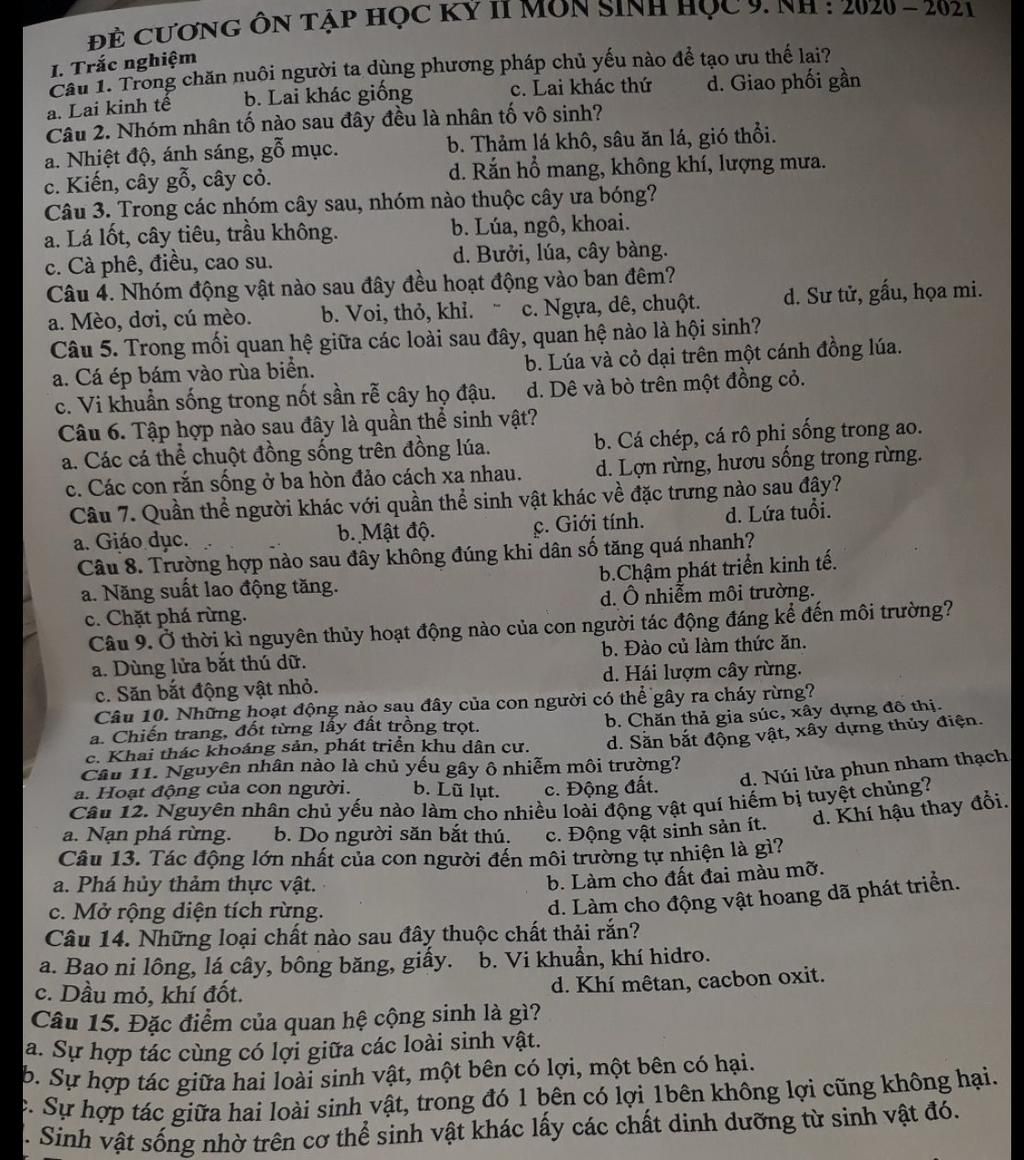 ĐỀ CƯƠNG ÔN TẬP HỌC KỲ II MÔN SINH HỌC 9. NH : 2020 – 2021
I. Trắc nghiệm
Câu 1. Trong chăn nuôi người ta dùng phương pháp chủ yếu nào để tạo ưu thế lai?
a. Lai kinh tế b. Lai khác giống c. Lai khác thứ d. Giao phối gần
Câu 2. Nhóm nhân tố nào sau đây đều là nhân tố vô sinh?
a. Nhiệt độ, ánh sáng, gỗ mục. b. Thảm lá khô, sâu ăn lá, gió thổi.
c. Kiến, cây gỗ, cây cỏ. d. Rắn hổ mang, không khí, lượng mưa.
Câu 3. Trong các nhóm cây sau, nhóm nào thuộc cây ưa bóng?
a. Lá lốt, cây tiêu, trầu không. b. Lúa, ngô, khoai.
c. Cà phê, điều, cao su. d. Bưởi, lúa, cây bàng.
Câu 4. Nhóm động vật nào sau đây đều hoạt động vào ban đêm?
a. Mèo, dơi, cú mèo. b. Voi, thỏ, khỉ. c. Ngựa, dê, chuột. d. Sư tử, gấu, họa mi.
Câu 5. Trong mối quan hệ giữa các loài sau đây, quan hệ nào là hội sinh?
a. Cá ép bám vào rùa biển. b. Lúa và cỏ dại trên một cánh đồng lúa.
c. Vi khuẩn sống trong nốt sần rễ cây họ đậu. d. Dê và bò trên một đồng cỏ.
Câu 6. Tập hợp nào sau đây là quần thể sinh vật?
a. Các cá thể chuột đồng sống trên đồng lúa. b. Cá chép, cá rô phi sống trong ao.
c. Các con rắn sống ở ba hòn đảo cách xa nhau. d. Lợn rừng, hươu sống trong rừng.
Câu 7. Quần thể người khác với quần thể sinh vật khác về đặc trưng nào sau đây?
a. Giáo dục. b. Mật độ. c. Giới tính. d. Lứa tuổi.
Câu 8. Trường hợp nào sau đây không đúng khi dân số tăng quá nhanh?
a. Năng suất lao động tăng. b.Chậm phát triển kinh tế.
c. Chặt phá rừng. d. Ô nhiễm môi trường.
Câu 9. Ở thời kì nguyên thủy hoạt động nào của con người tác động đáng kể đến môi trường?
a. Dùng lửa bắt thú dữ. b. Đào củ làm thức ăn.
c. Săn bắt động vật nhỏ. d. Hái lượm cây rừng.
Câu 10. Những hoạt động nào sau đây của con người có thể gây ra cháy rừng?
a. Chiến trang, đốt từng lấy đất trồng trọt. b. Chăn thả gia súc, xây dựng đô thị.
c. Khai thác khoáng sản, phát triển khu dân cư. d. Săn bắt động vật, xây dựng thủy điện.
Câu 11. Nguyên nhân nào là chủ yếu gây ô nhiễm môi trường?
a. Hoạt động của con người. b. Lũ lụt. c. Động đất. d. Núi lửa phun nham thạch
Câu 12. Nguyên nhân chủ yếu nào làm cho nhiều loài động vật quí hiếm bị tuyệt chủng?
a. Nạn phá rừng. b. Do người săn bắt thú. c. Động vật sinh sản ít. d. Khí hậu thay đổi.
Câu 13. Tác động lớn nhất của con người đến môi trường tự nhiện là gì?
a. Phá hủy thảm thực vật. b. Làm cho đất đai màu mỡ.
c. Mở rộng diện tích rừng. d. Làm cho động vật hoang dã phát triển.
Câu 14. Những loại chất nào sau đây thuộc chất thải rắn?
a. Bao ni lông, lá cây, bông băng, giấy. b. Vi khuẩn, khí hidro.
c. Dầu mỏ, khí đốt. d. Khí mêtan, cacbon oxit.
Câu 15. Đặc điểm của quan hệ cộng sinh là gì?
a. Sự hợp tác cùng có lợi giữa các loài sinh vật.
b. Sự hợp tác giữa hai loài sinh vật, một bên có lợi, một bên có hại.
c. Sự hợp tác giữa hai loài sinh vật, trong đó 1 bên có lợi 1bên không lợi cũng không hại.
. Sinh vật sống nhờ trên cơ thể sinh vật khác lấy các chất dinh dưỡng từ sinh vật đó.